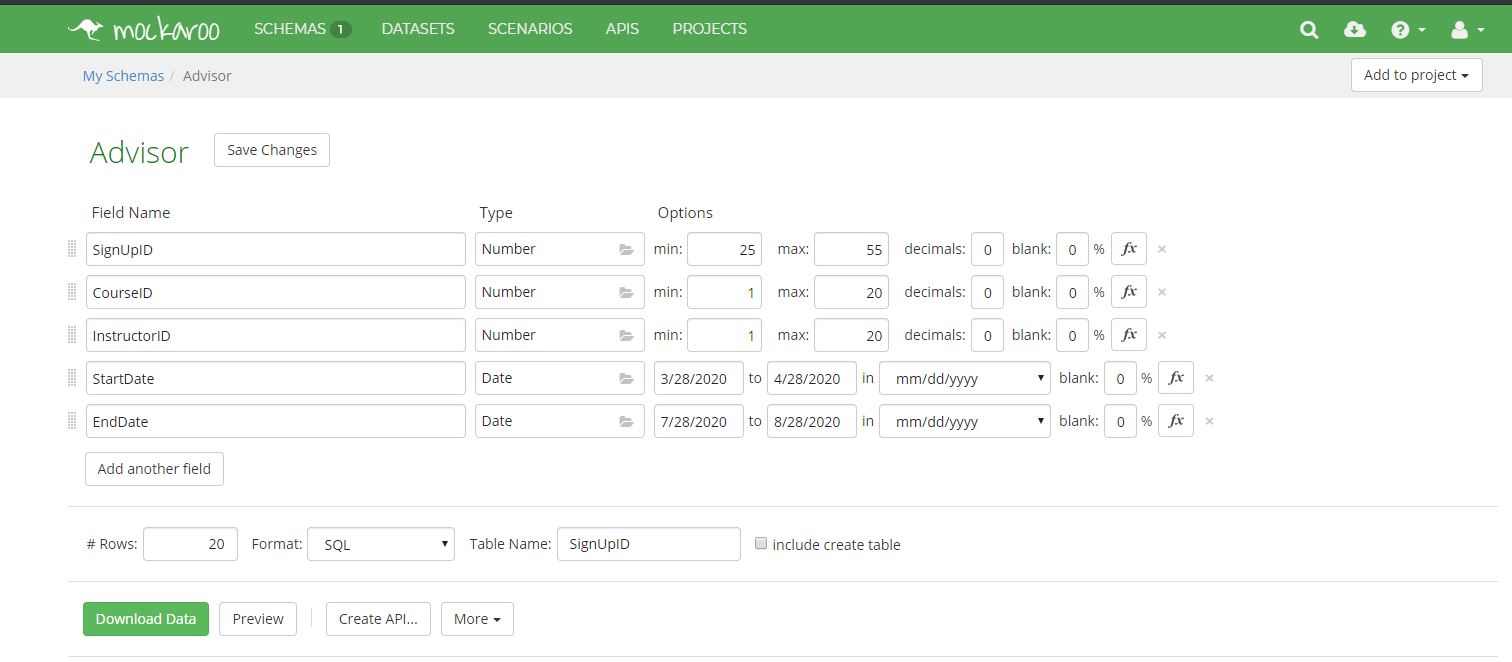 mockaroo SCHEMAS 1 DATASETS SCENARIOS APIS PROJECTS
My Schemas / Advisor Add to project
Advisor Save Changes
Field Name Type Options
SignUpID Number min: 25 max: 55 decimals: 0 blank: 0 % fx ×
CourseID Number min: 1 max: 20 decimals: 0 blank: 0 % fx ×
InstructorID Number min: 1 max: 20 decimals: 0 blank: 0 % fx ×
StartDate Date 3/28/2020 to 4/28/2020 in mm/dd/yyyy blank: 0 % fx ×
EndDate Date 7/28/2020 to 8/28/2020 in mm/dd/yyyy blank: 0 % fx ×
Add another field
# Rows: 20 Format: SQL Table Name: SignUpID include create table
Download Data Preview Create API... More